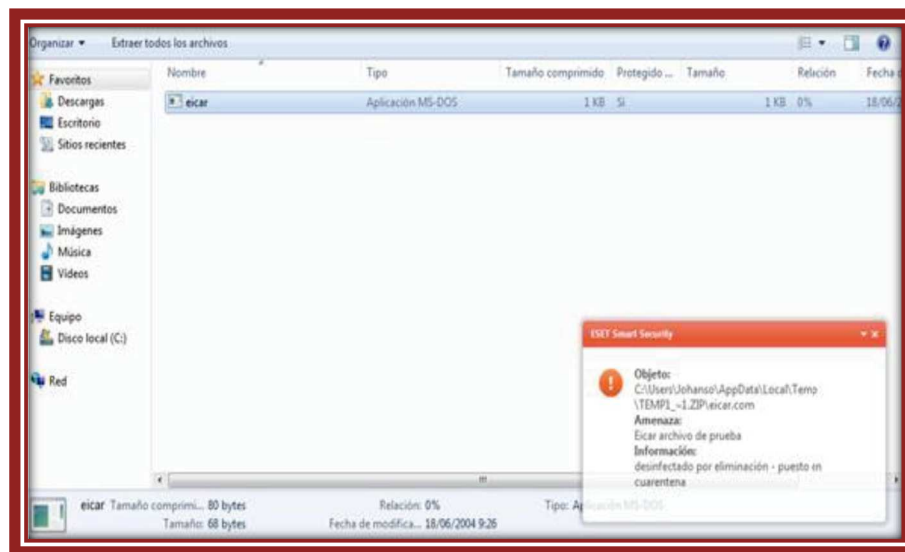 Organizar Extraer todos los archivos
Nombre Tipo Tamaño comprimido Protegido ... Tamaño Relación Fecha
Favoritos
Descargas
Escritorio
Sitios recientes
Bibliotecas
Documentos
Imágenes
Música
Vídeos
Equipo
Disco local (C:)
Red
eicar Aplicación MS-DOS 1 KB Sí 1 KB 0% 18/06/2
ESET Smart Security
Objeto:
C:\Users\Johanso\AppData\Local\Temp
\TEMP1_~1.ZIP\eicar.com
Amenaza:
Eicar archivo de prueba
Información:
desinfectado por eliminación - puesto en
cuarentena
eicar Tamaño comprimi... 80 bytes Relación: 0% Tipo: Aplicación MS-DOS
Tamaño: 68 bytes Fecha de modifica... 18/06/2004 9:26